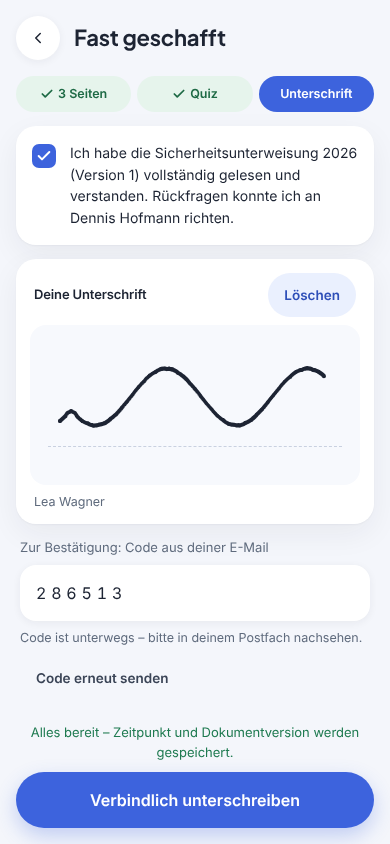 Fast geschafft
3 Seiten
Quiz
Unterschrift
Ich habe die Sicherheitsunterweisung 2026
(Version 1) vollständig gelesen und
verstanden. Rückfragen konnte ich an
Dennis Hofmann richten.
Deine Unterschrift
Löschen
Lea Wagner
Zur Bestätigung: Code aus deiner E-Mail
286513
Code ist unterwegs – bitte in deinem Postfach nachsehen.
Code erneut senden
Alles bereit – Zeitpunkt und Dokumentversion werden
gespeichert.
Verbindlich unterschreiben